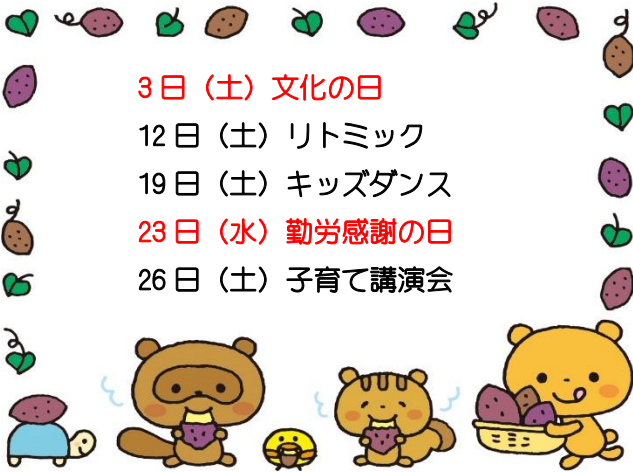 3日（土）文化の日
12日（土）リトミック
19日（土）キッズダンス
23日（水）勤労感謝の日
26日（土）子育て講演会